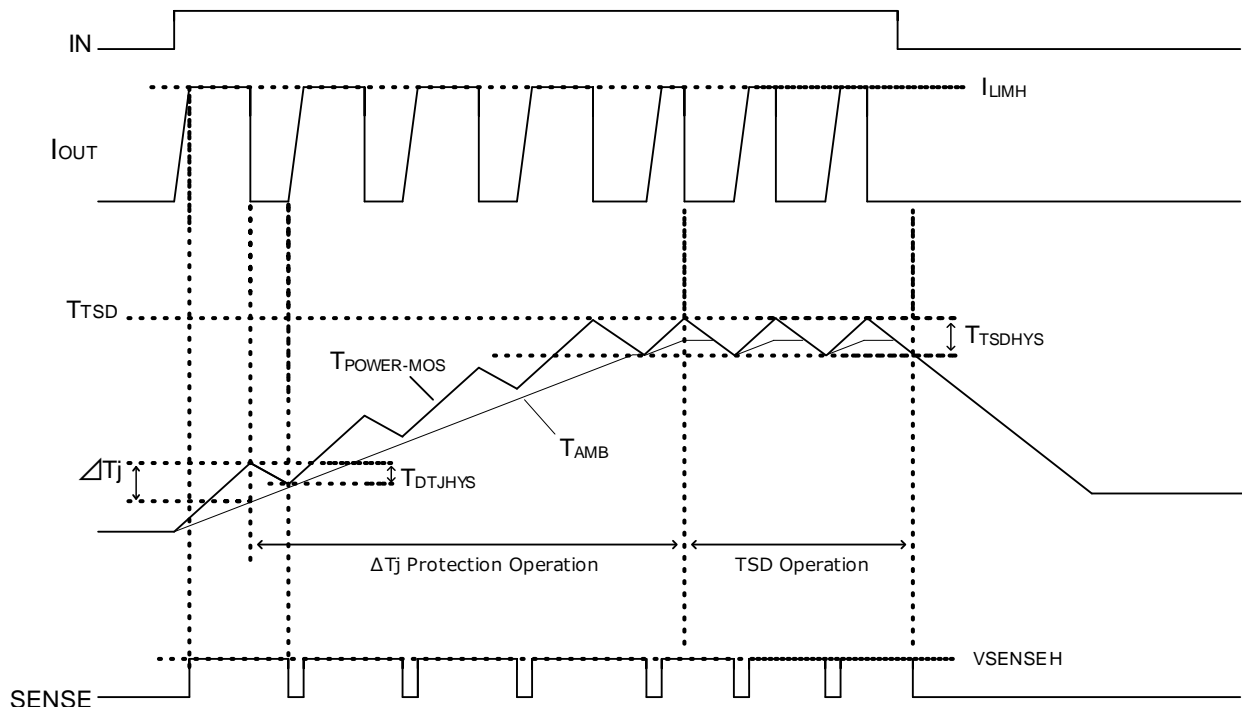 IN
ILIMH
IOUT
TTSD
TTSDHYS
TPOWER-MOS
TAMB
⊿Tj
TDTJHYS
ΔTj Protection Operation
TSD Operation
VSENSEH
SENSE